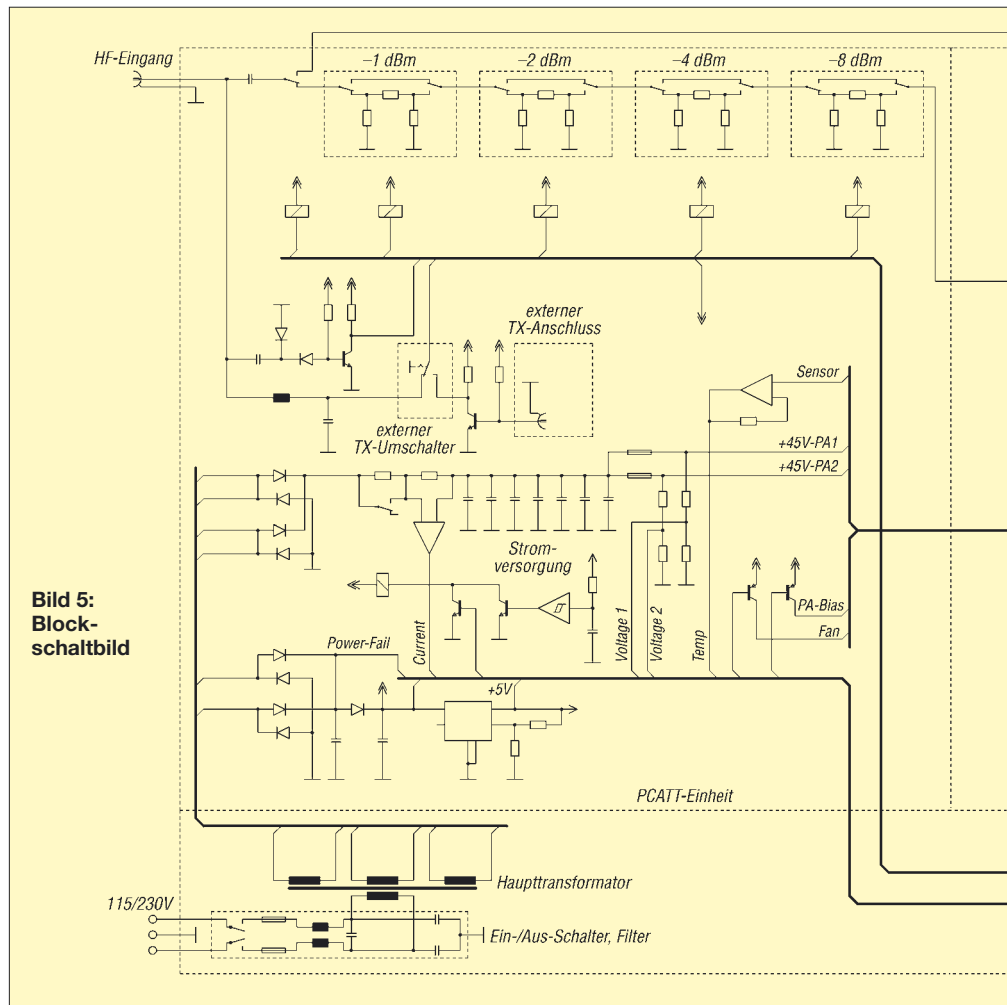 HF-Eingang
–1 dBm
–2 dBm
–4 dBm
–8 dBm
externer
TX-Anschluss
externer
TX-Umschalter
Sensor
+45V-PA1
+45V-PA2
Strom-
versorgung
Bild 5:
Block-
schaltbild
Power-Fail
Current
Voltage 1
Voltage 2
Temp
PA-Bias
Fan
+5V
PCATT-Einheit
Haupttransformator
115/230V
Ein-/Aus-Schalter, Filter